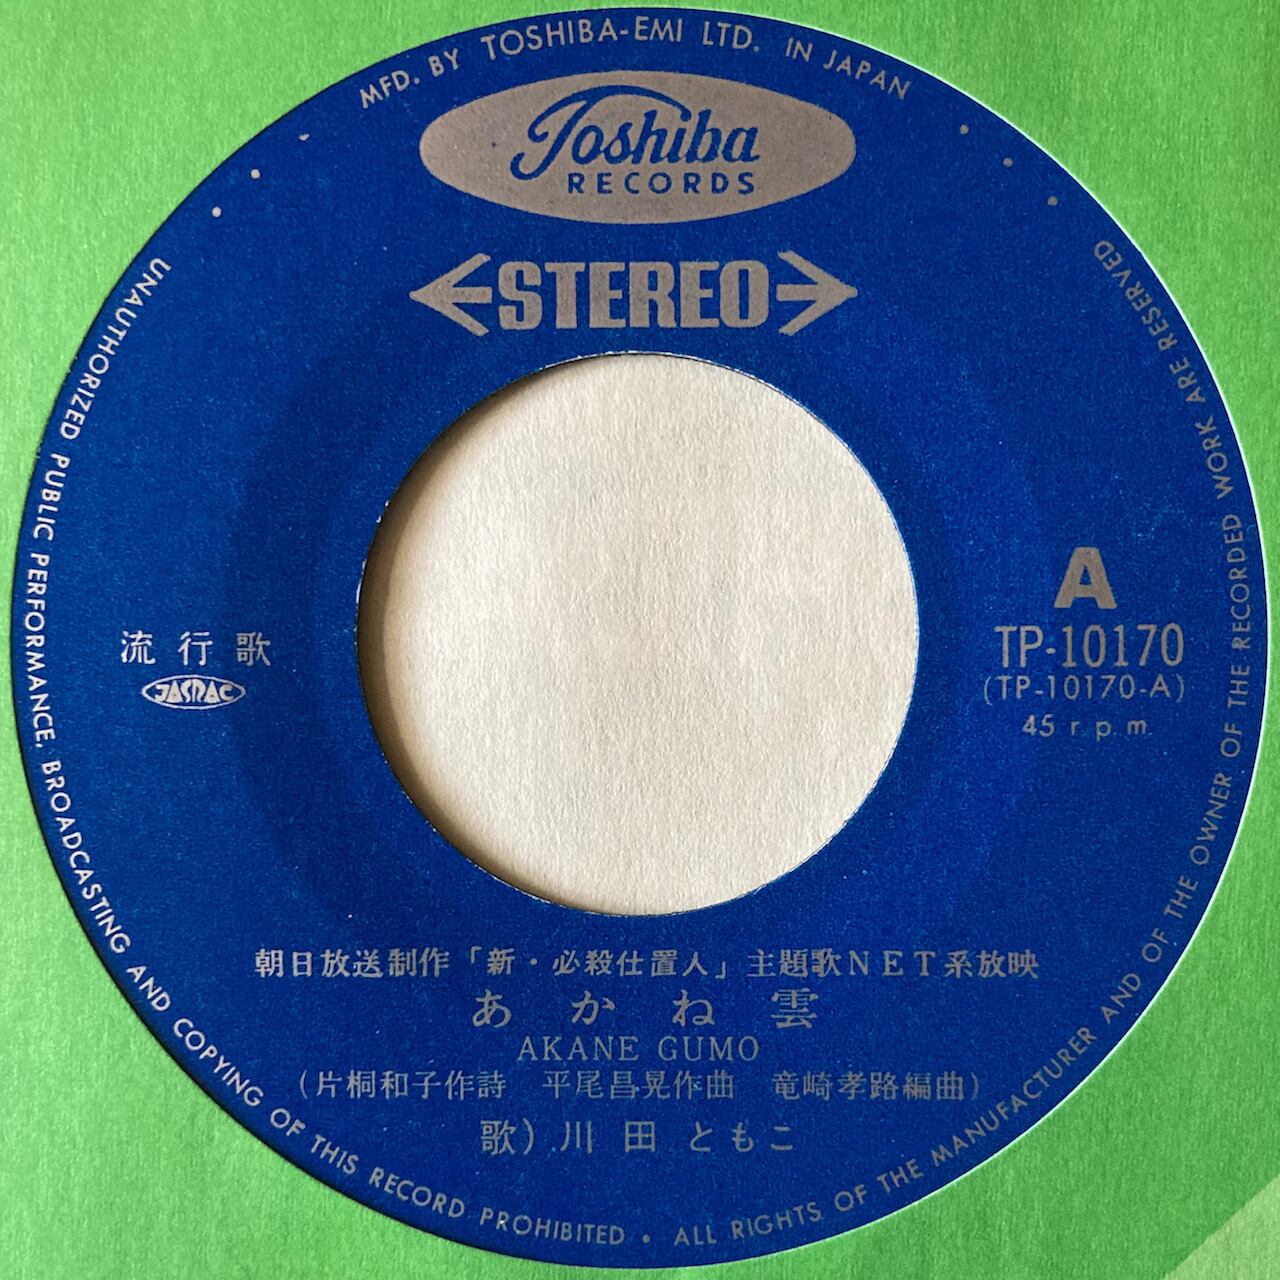 MFD. BY TOSHIBA-EMI LTD. IN JAPAN
Toshiba
RECORDS
STEREO
流行歌
JASRAC
A
TP-10170
(TP-10170-A)
45 r.p.m.
朝日放送制作「新・必殺仕置人」主題歌NET系放映
あかね雲
AKANE GUMO
(片桐和子作詩 平尾昌晃作曲 竜崎孝路編曲)
歌)川田ともこ
UNAUTHORIZED PUBLIC PERFORMANCE, BROADCASTING AND COPYING OF THIS RECORD PROHIBITED • ALL RIGHTS OF THE MANUFACTURER AND OF THE OWNER OF THE RECORDED WORK ARE RESERVED